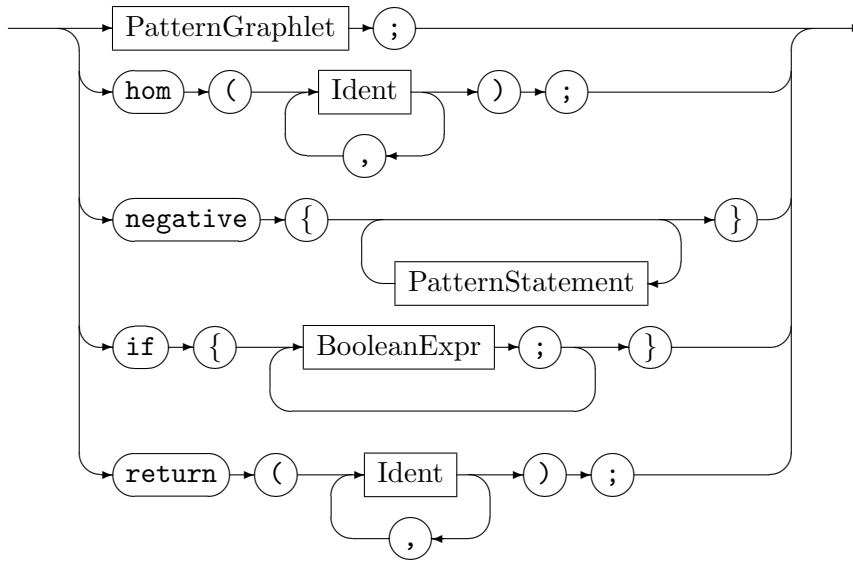 PatternGraphlet ;
hom ( Ident ) ;
,
negative { }
PatternStatement
if { BooleanExpr ; }
return ( Ident ) ;
,